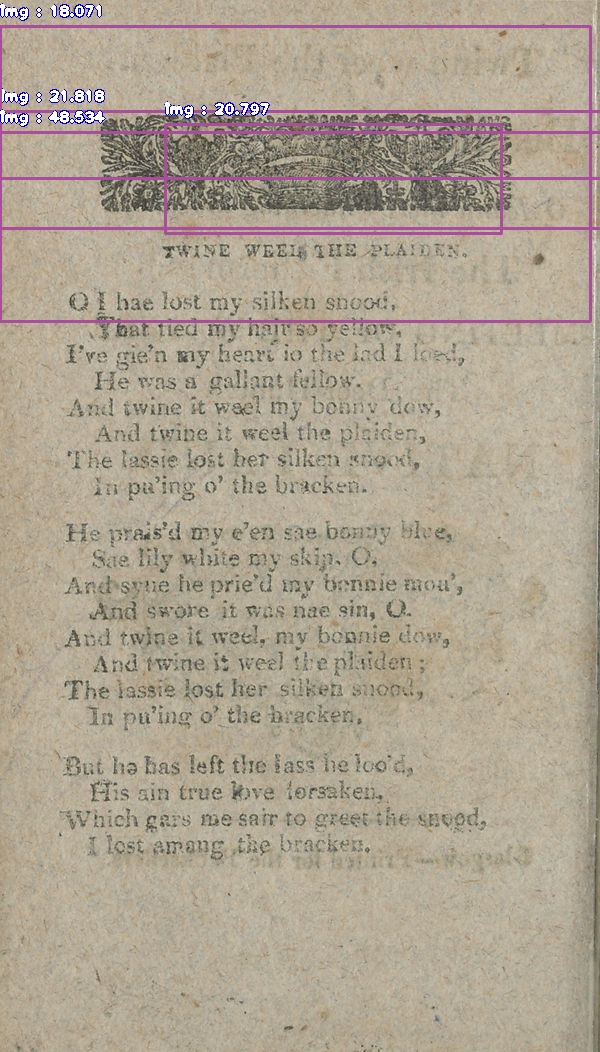 Img : 18.071
Img : 21.818
Img : 20.797
Img : 48.534
TWINE WEEL THE PLAIDEN.
O I hae lost my silken snood,
That tied my hair so yellow,
I've gie'n my heart to the lad I loed,
He was a gallant fellow.
And twine it weel my bonny dow,
And twine it weel the plaiden,
The lassie lost her silken snood,
In pu'ing o' the bracken.
He prais'd my e'en sae bonny blue,
Sae lily white my skin, O,
And syne he prie'd my bonnie mou',
And swore it was nae sin, O.
And twine it weel, my bonnie dow,
And twine it weel the plaiden ;
The lassie lost her silken snood,
In pu'ing o' the bracken.
But he has left the lass he loo'd,
His ain true love forsaken,
Which gars me sair to greet the snood,
I lost amang the bracken.